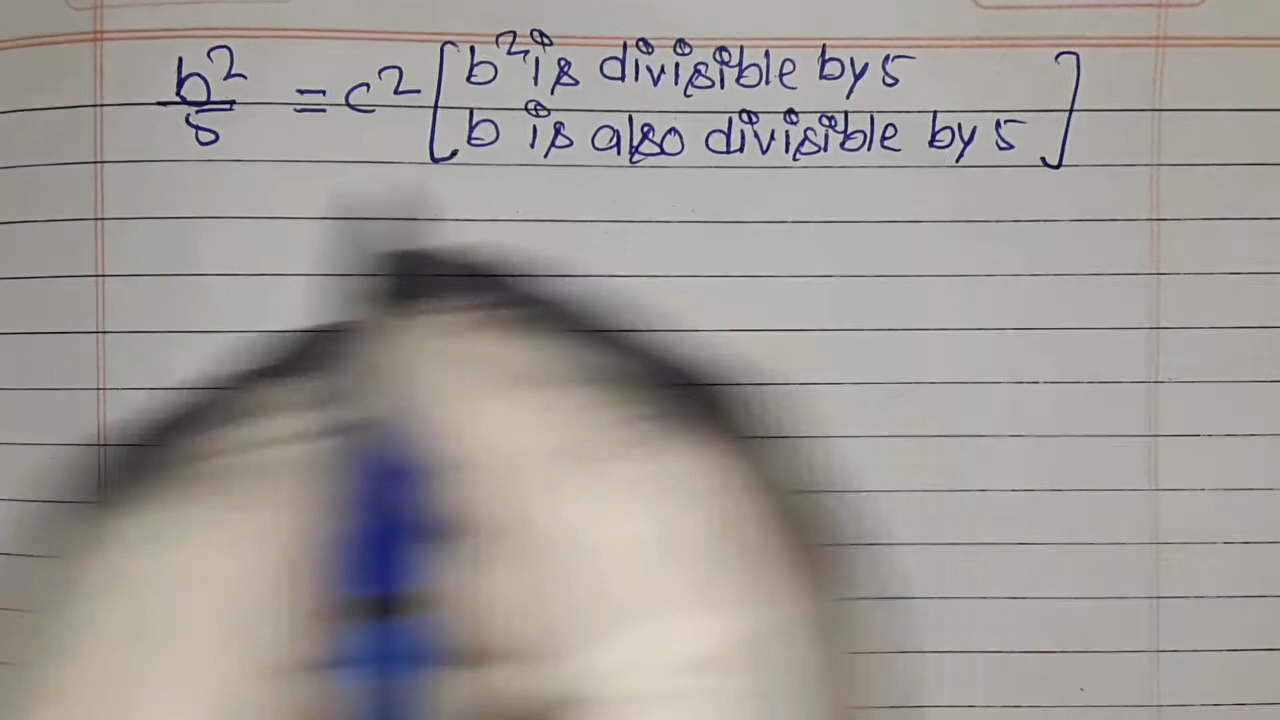 b²/5 = c² [b² is divisible by 5
b is also divisible by 5]